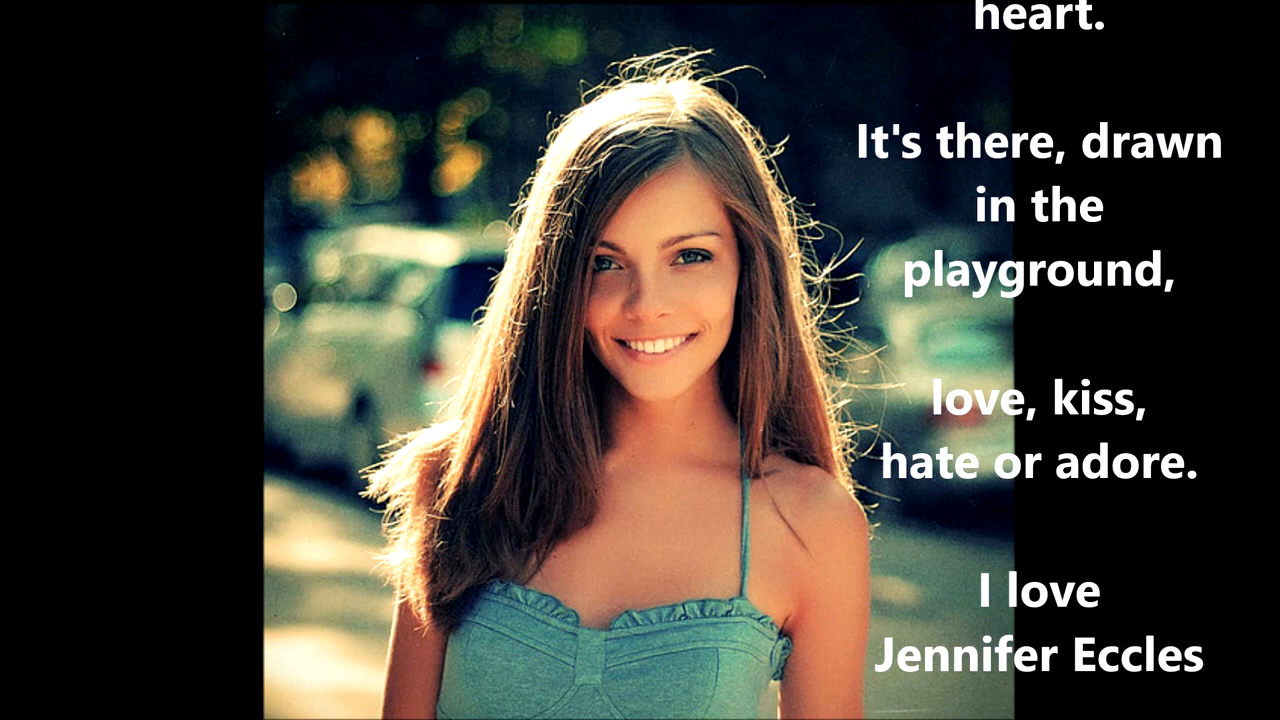 heart.
It's there, drawn
in the
playground,
love, kiss,
hate or adore.
I love
Jennifer Eccles